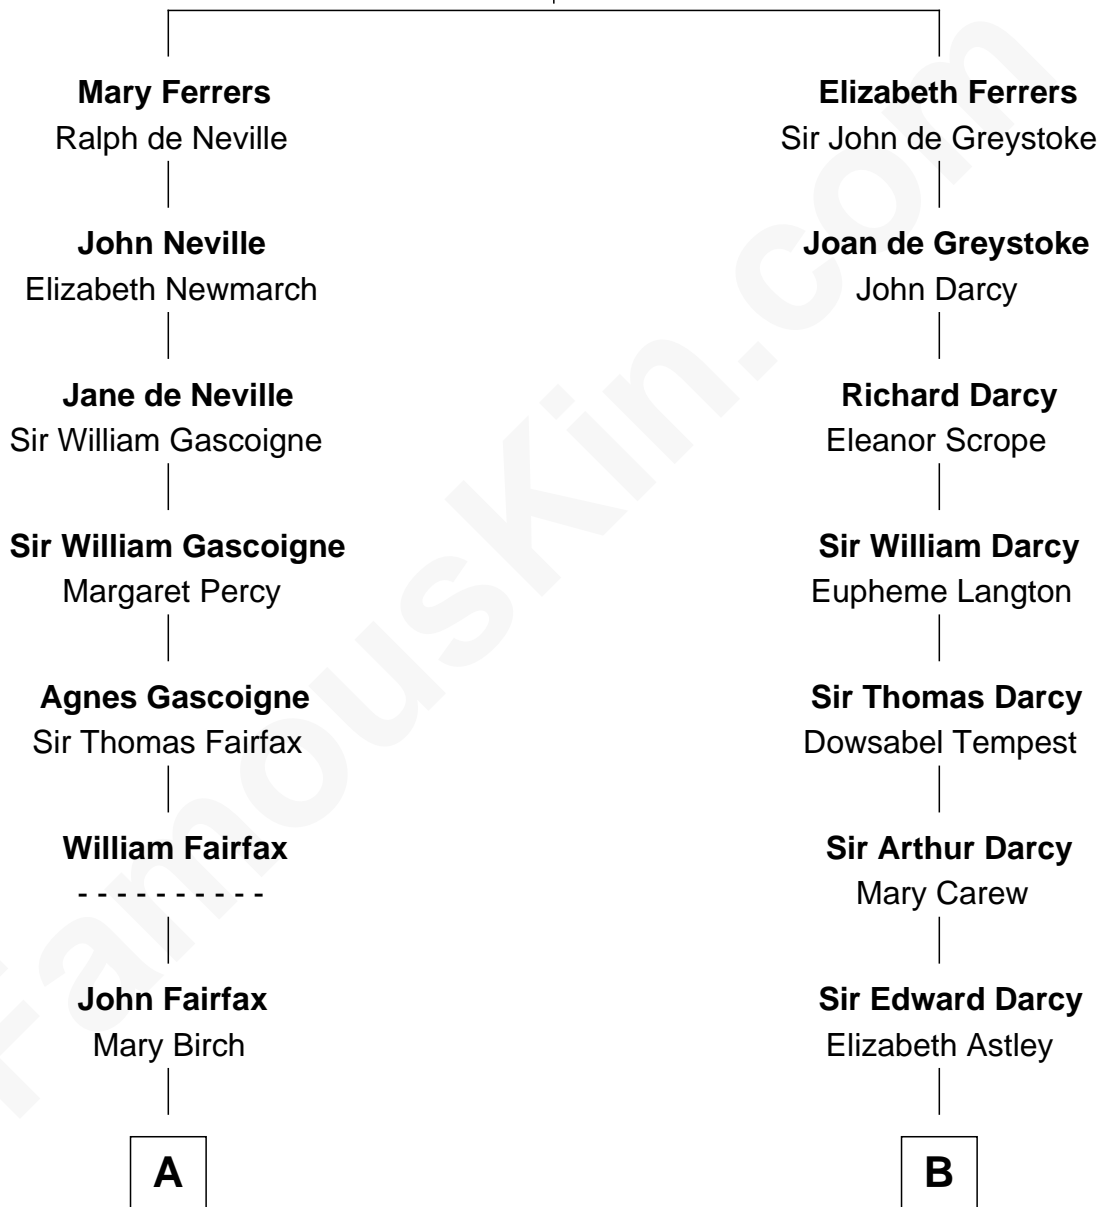 Mary Ferrers
Ralph de Neville
John Neville
Elizabeth Newmarch
Jane de Neville
Sir William Gascoigne
Sir William Gascoigne
Margaret Percy
Agnes Gascoigne
Sir Thomas Fairfax
William Fairfax
- - - - - - - - - -
John Fairfax
Mary Birch
A
Elizabeth Ferrers
Sir John de Greystoke
Joan de Greystoke
John Darcy
Richard Darcy
Eleanor Scrope
Sir William Darcy
Eupheme Langton
Sir Thomas Darcy
Dowsabel Tempest
Sir Arthur Darcy
Mary Carew
Sir Edward Darcy
Elizabeth Astley
B
FamousKin.com